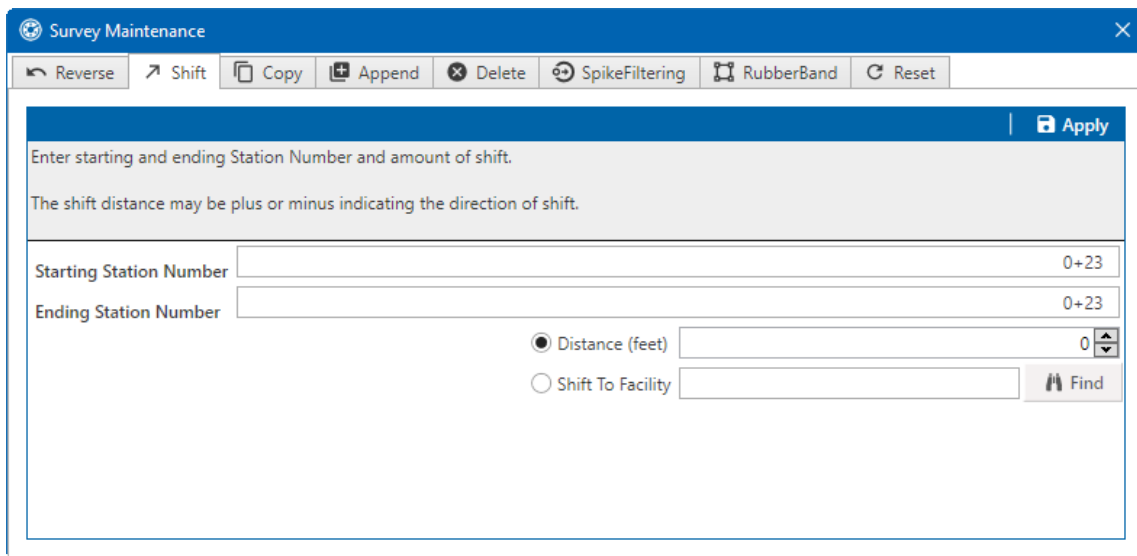 Survey Maintenance
Reverse Shift Copy Append Delete SpikeFiltering RubberBand Reset
Apply
Enter starting and ending Station Number and amount of shift.
The shift distance may be plus or minus indicating the direction of shift.
Starting Station Number 0+23
Ending Station Number 0+23
Distance (feet) 0
Shift To Facility Find